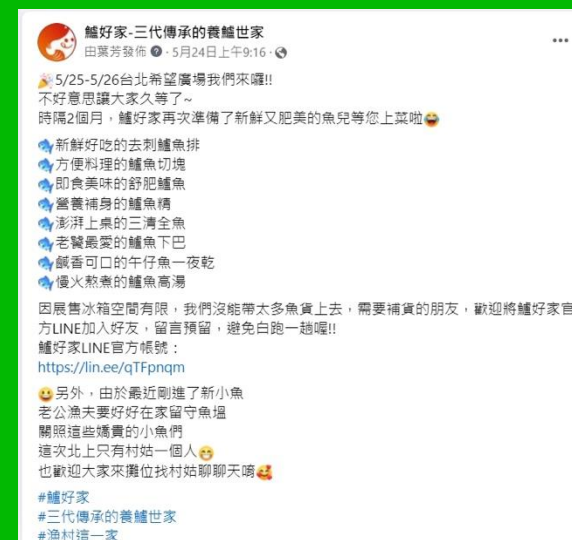 鱸好家-三代傳承的養鱸世家
由葉芳發佈 · 5月24日上午9:16 ·
🎉5/25-5/26台北希望廣場我們來囉!!
不好意思讓大家久等了~
時隔2個月，鱸好家再次準備了新鮮又肥美的魚兒等您上菜啦😂
🐟新鮮好吃的去刺鱸魚排
🐟方便料理的鱸魚切塊
🐟即食美味的舒肥鱸魚
🐟營養補身的鱸魚精
🐟澎湃上桌的三清全魚
🐟老饕最愛的鱸魚下巴
🐟鹹香可口的午仔魚一夜乾
🐟慢火熬煮的鱸魚高湯
因展售冰箱空間有限，我們沒能帶太多魚貨上去，需要補貨的朋友，歡迎將鱸好家官
方LINE加入好友，留言預留，避免白跑一趟喔!!
鱸好家LINE官方帳號：
https://lin.ee/qTFpnqm
😀另外，由於最近剛進了新小魚
老公漁夫要好好在家留守魚塭
關照這些嬌貴的小魚們
這次北上只有村姑一個人😁
也歡迎大家來攤位找村姑聊聊天唷🥰
#鱸好家
#三代傳承的養鱸世家
#漁村這一家